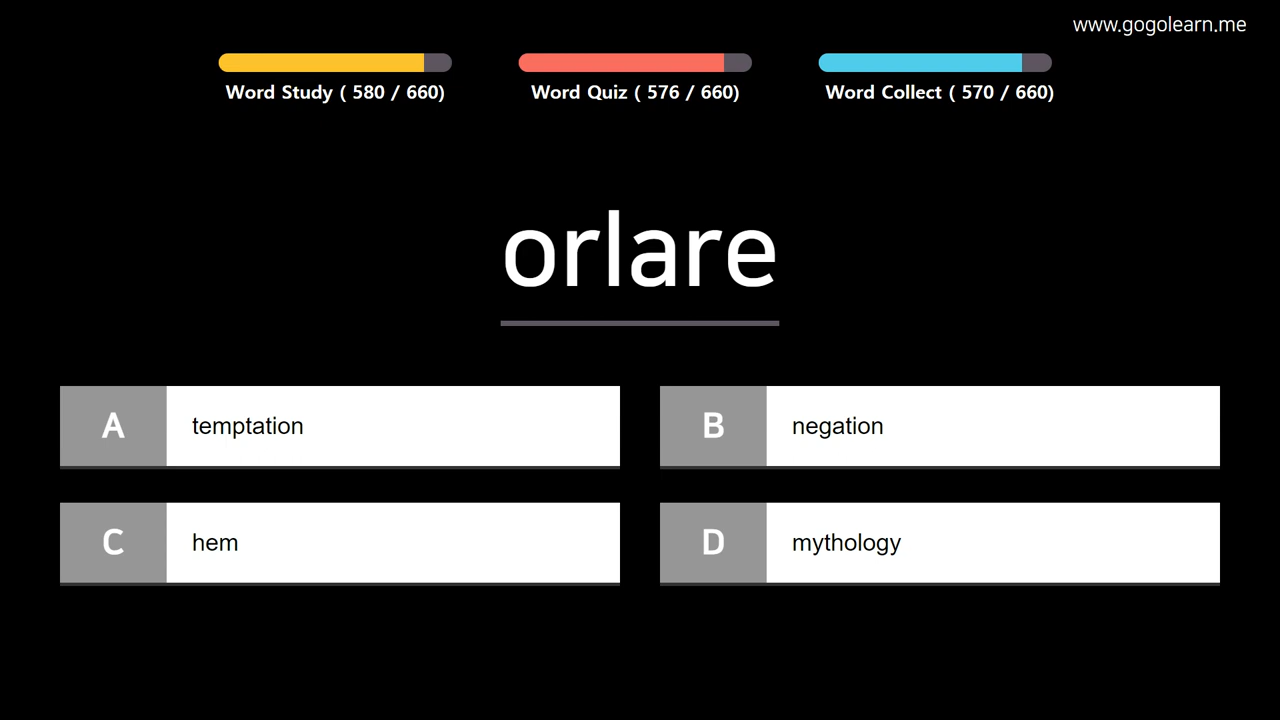 www.gogolearn.me
Word Study ( 580 / 660)
Word Quiz ( 576 / 660)
Word Collect ( 570 / 660)
orlare
A temptation
B negation
C hem
D mythology